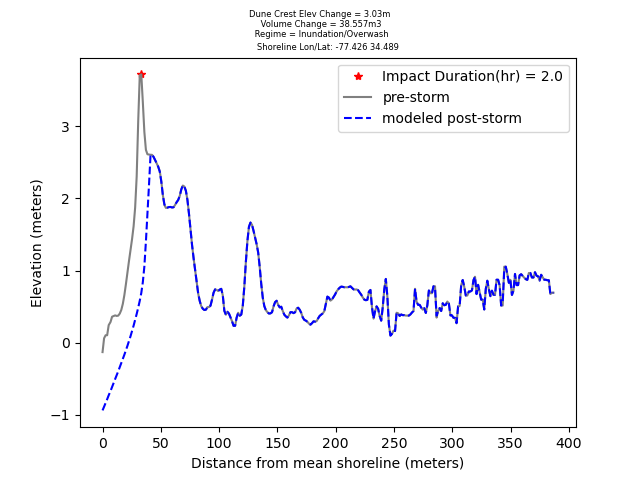 Dune Crest Elev Change = 3.03m
Volume Change = 38.557m3
Regime = Inundation/Overwash
Shoreline Lon/Lat: -77.426 34.489
Impact Duration(hr) = 2.0
pre-storm
modeled post-storm
Elevation (meters)
3
2
1
0
−1
0 50 100 150 200 250 300 350 400
Distance from mean shoreline (meters)